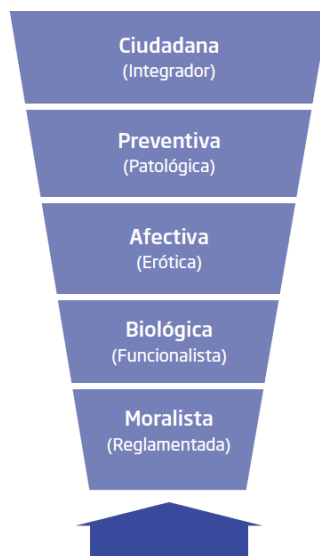 Ciudadana
(Integrador)
Preventiva
(Patológica)
Afectiva
(Erótica)
Biológica
(Funcionalista)
Moralista
(Reglamentada)